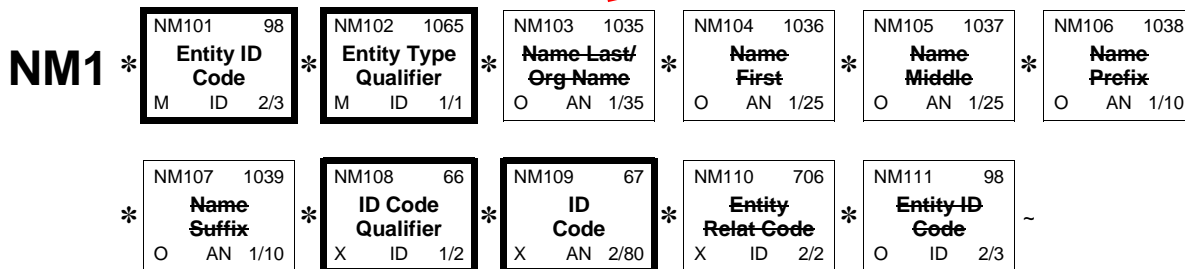 NM101 98 NM102 1065 NM103 1035 NM104 1036 NM105 1037 NM106 1038
NM1 * Entity ID Code * Entity Type Qualifier * Name Last/ Org Name * Name First * Name Middle * Name Prefix
M ID 2/3 M ID 1/1 O AN 1/35 O AN 1/25 O AN 1/25 O AN 1/10
NM107 1039 NM108 66 NM109 67 NM110 706 NM111 98
* Name Suffix * ID Code Qualifier * ID Code * Entity Relat Code * Entity ID Code ~
O AN 1/10 X ID 1/2 X AN 2/80 X ID 2/2 O ID 2/3